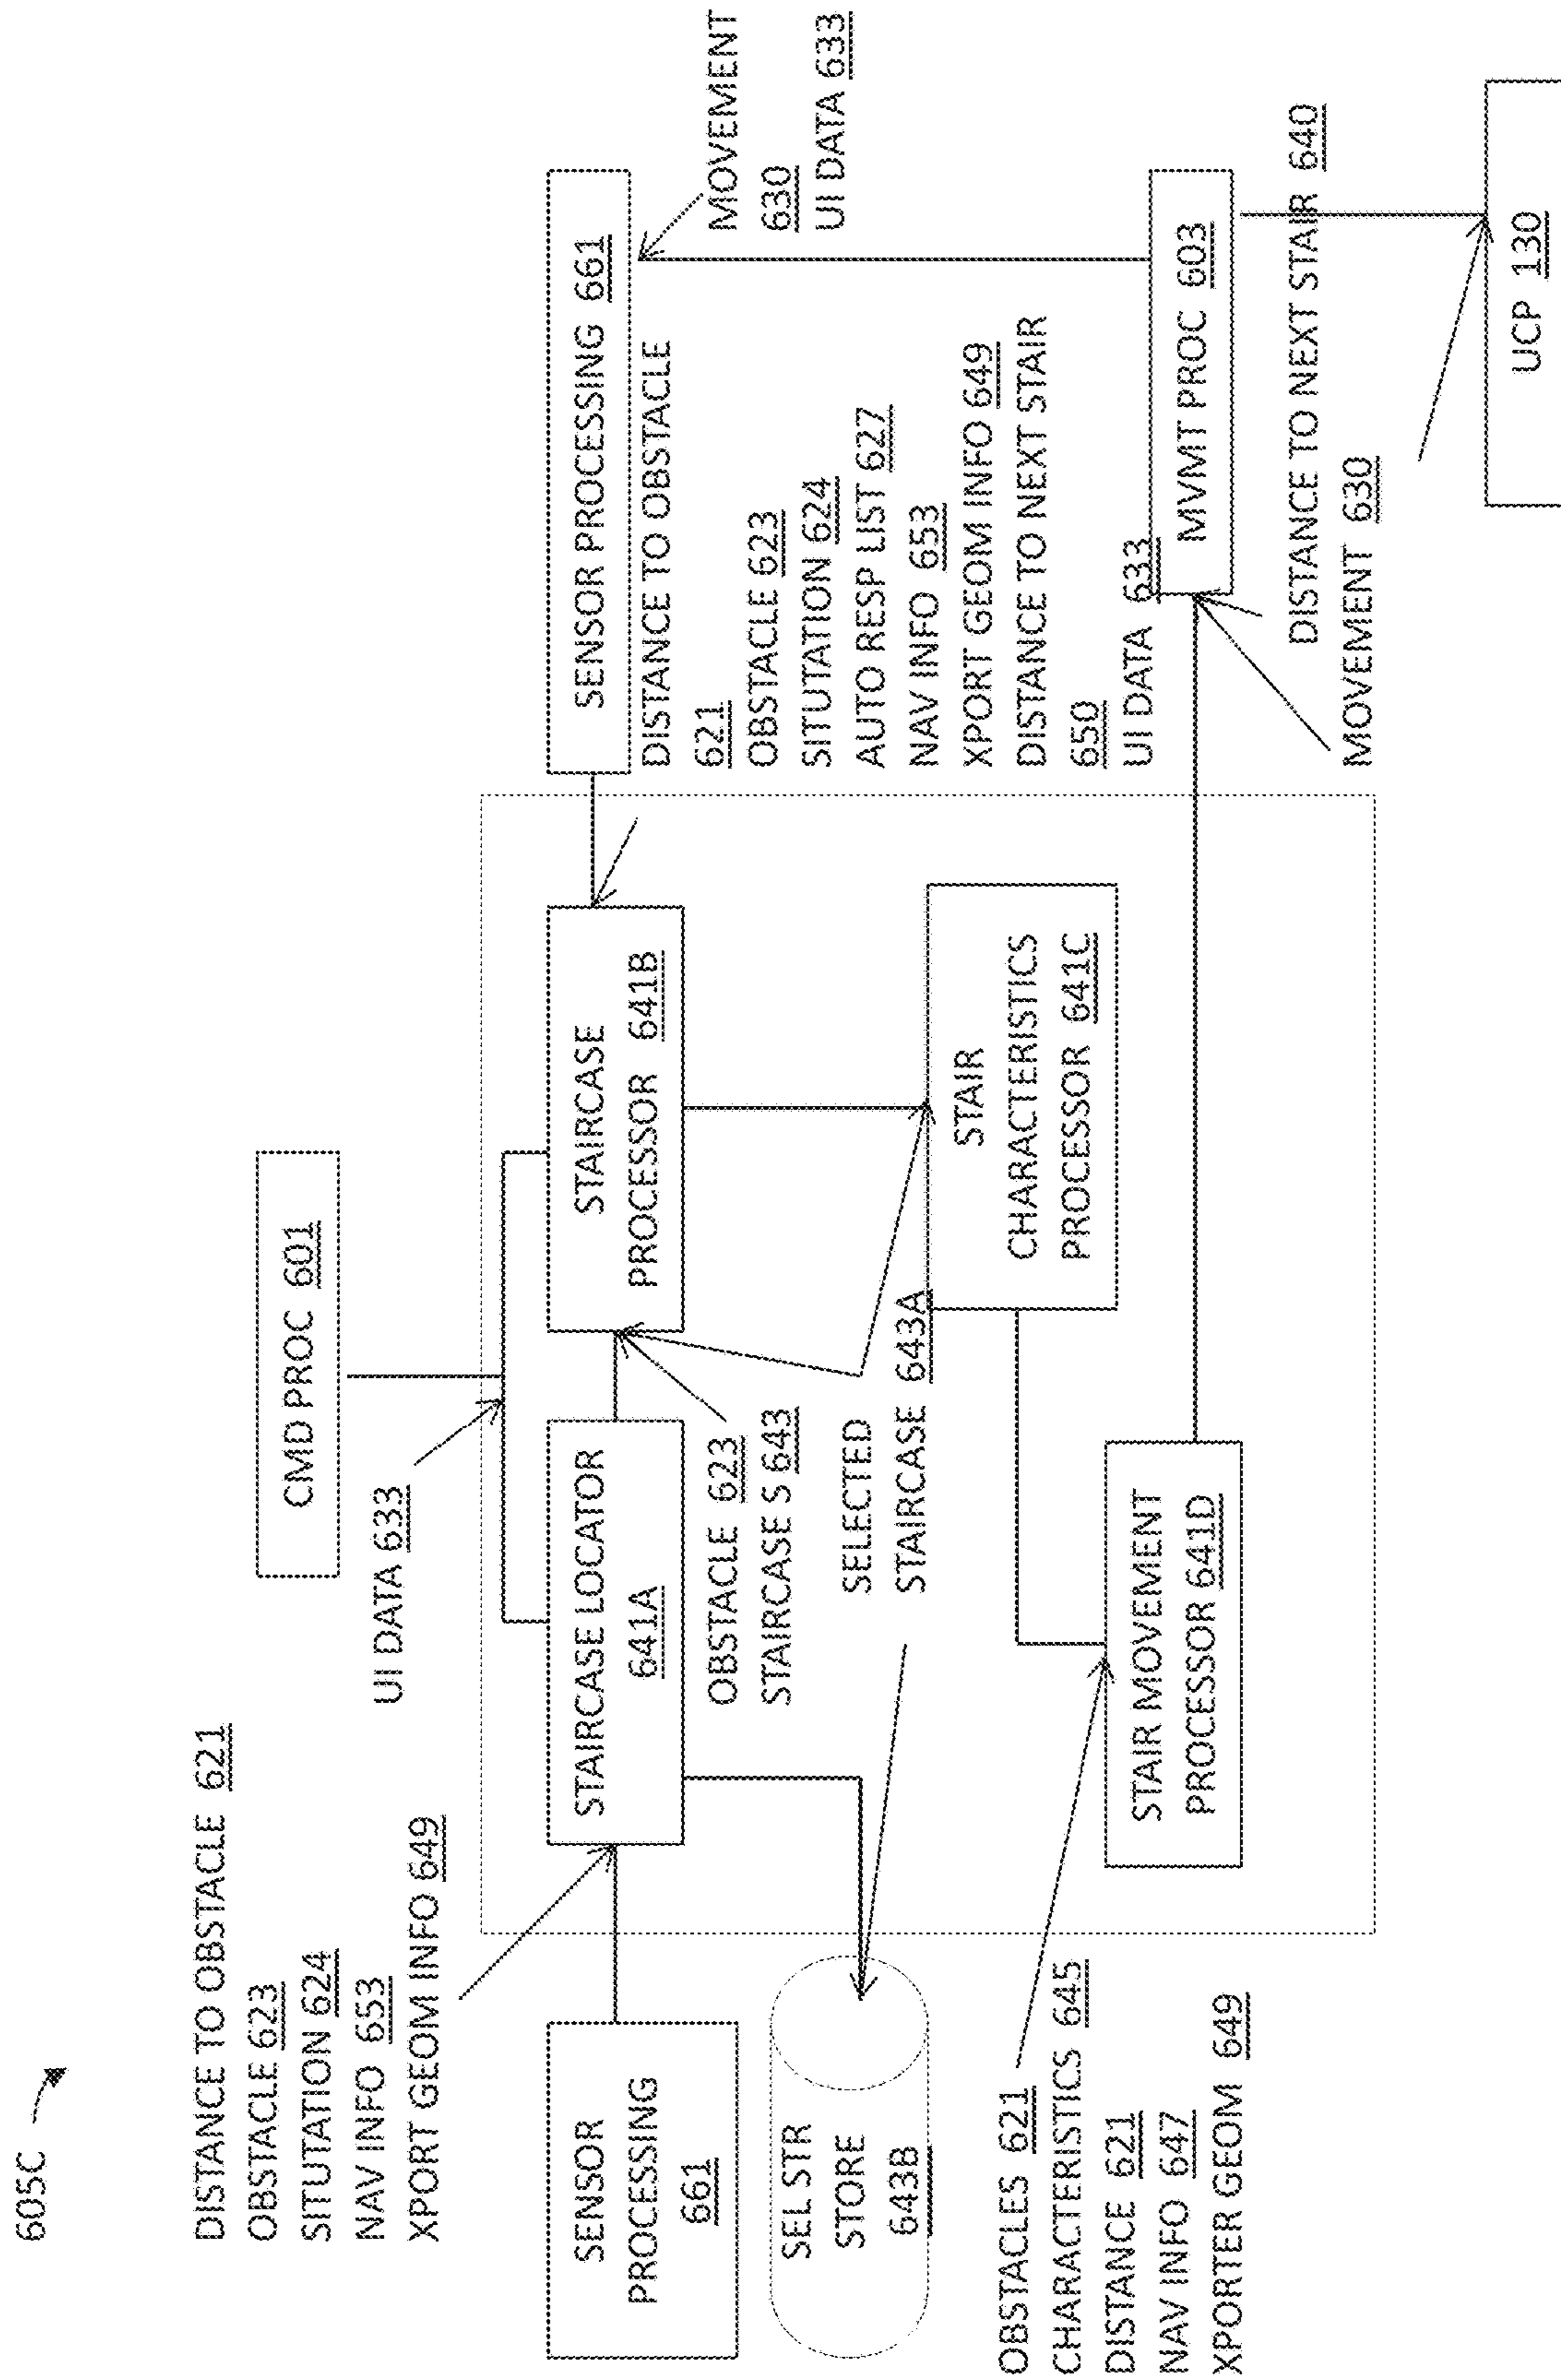 605C
DISTANCE TO OBSTACLE 621
OBSTACLE 623
SITUTATION 624
NAV INFO 653
XPORT GEOM INFO 649
UI DATA 633
CMD PROC 601
SENSOR
PROCESSING
661
STAIRCASE LOCATOR
641A
STAIRCASE
PROCESSOR 641B
SENSOR PROCESSING 661
MOVEMENT
630
UI DATA 633
DISTANCE TO OBSTACLE
621
OBSTACLE 623
SITUTATION 624
AUTO RESP LIST 627
NAV INFO 653
XPORT GEOM INFO 649
DISTANCE TO NEXT STAIR
650
UI DATA 633
OBSTACLE 623
STAIRCASE S 643
SEL STR
STORE
643B
SELECTED
STAIRCASE 643A
STAIR
CHARACTERISTICS
PROCESSOR 641C
OBSTACLES 621
CHARACTERISTICS 645
DISTANCE 621
NAV INFO 647
XPORTER GEOM 649
STAIR MOVEMENT
PROCESSOR 641D
MVMT PROC 603
DISTANCE TO NEXT STAIR 640
MOVEMENT 630
UCP 130